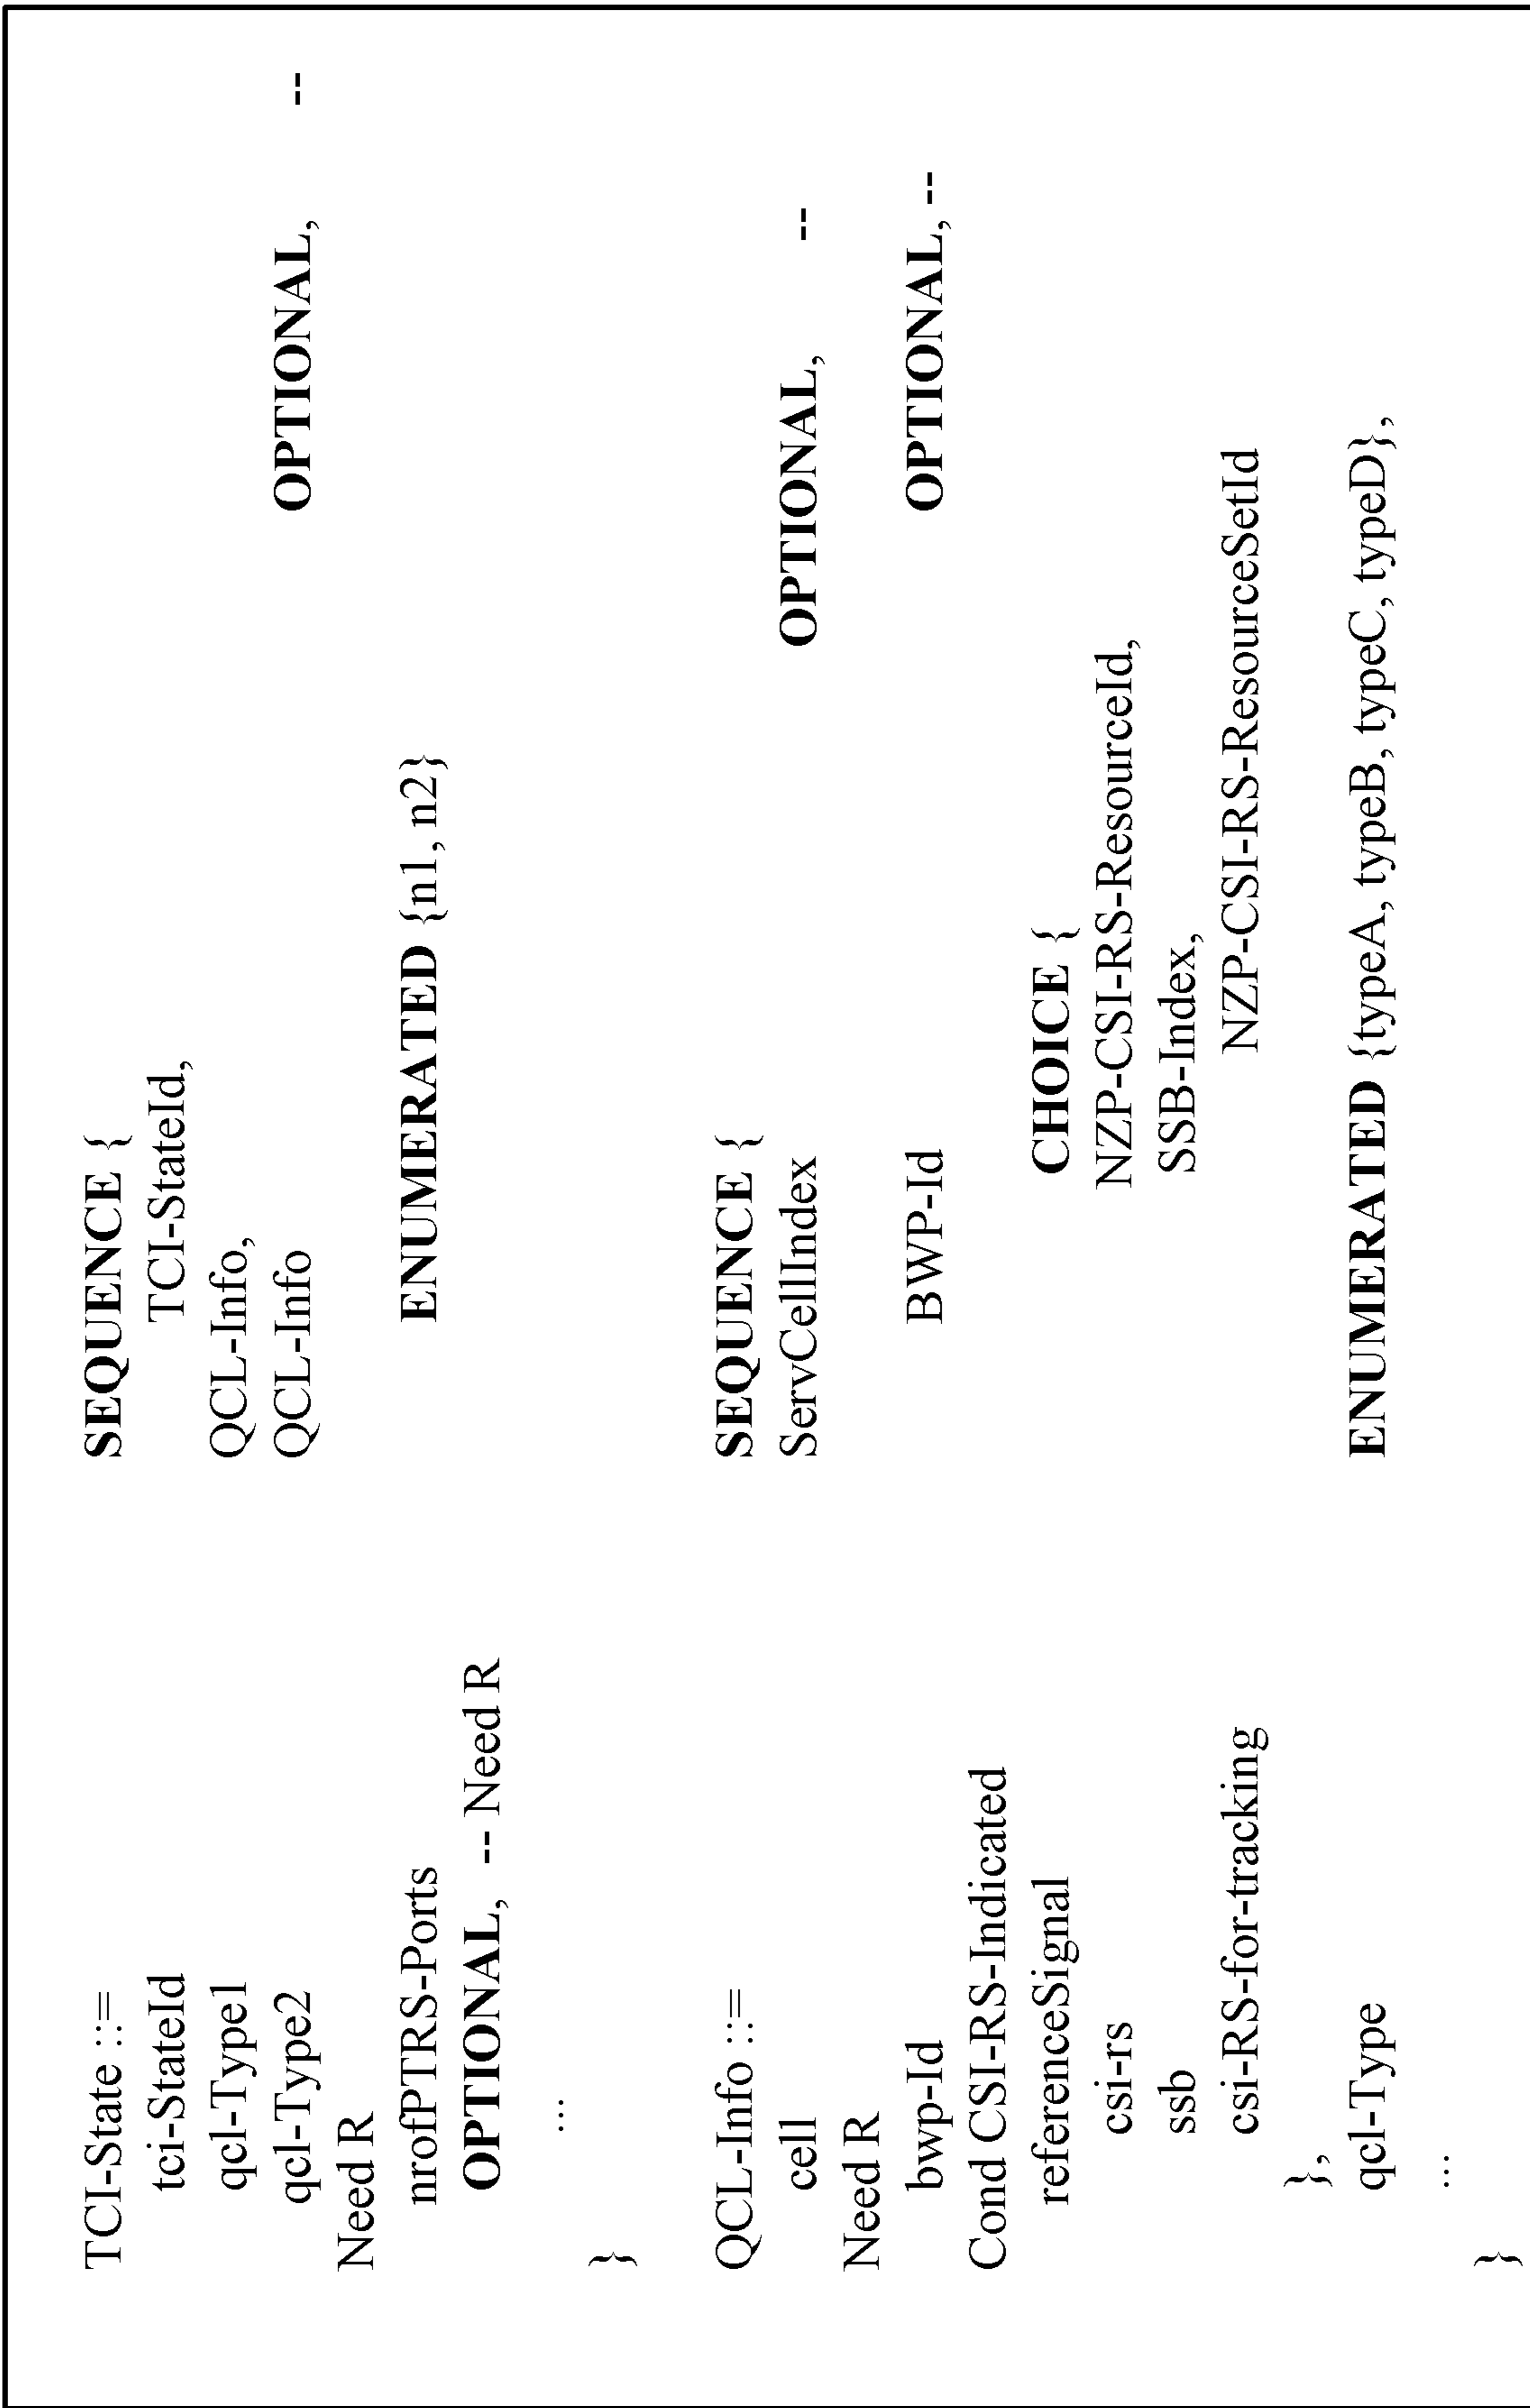 TCI-State ::= SEQUENCE {
tci-StateId TCI-StateId,
qcl-Type1 QCL-Info,
qcl-Type2 QCL-Info OPTIONAL, --
Need R
nrofPTRS-Ports ENUMERATED {n1, n2}
OPTIONAL, -- Need R
...
}
QCL-Info ::= SEQUENCE {
cell ServCellIndex OPTIONAL, --
Need R
bwp-Id BWP-Id OPTIONAL, --
Cond CSI-RS-Indicated
referenceSignal CHOICE {
csi-rs NZP-CSI-RS-ResourceId,
ssb SSB-Index,
csi-RS-for-tracking NZP-CSI-RS-ResourceSetId
},
qcl-Type ENUMERATED {typeA, typeB, typeC, typeD},
...
}